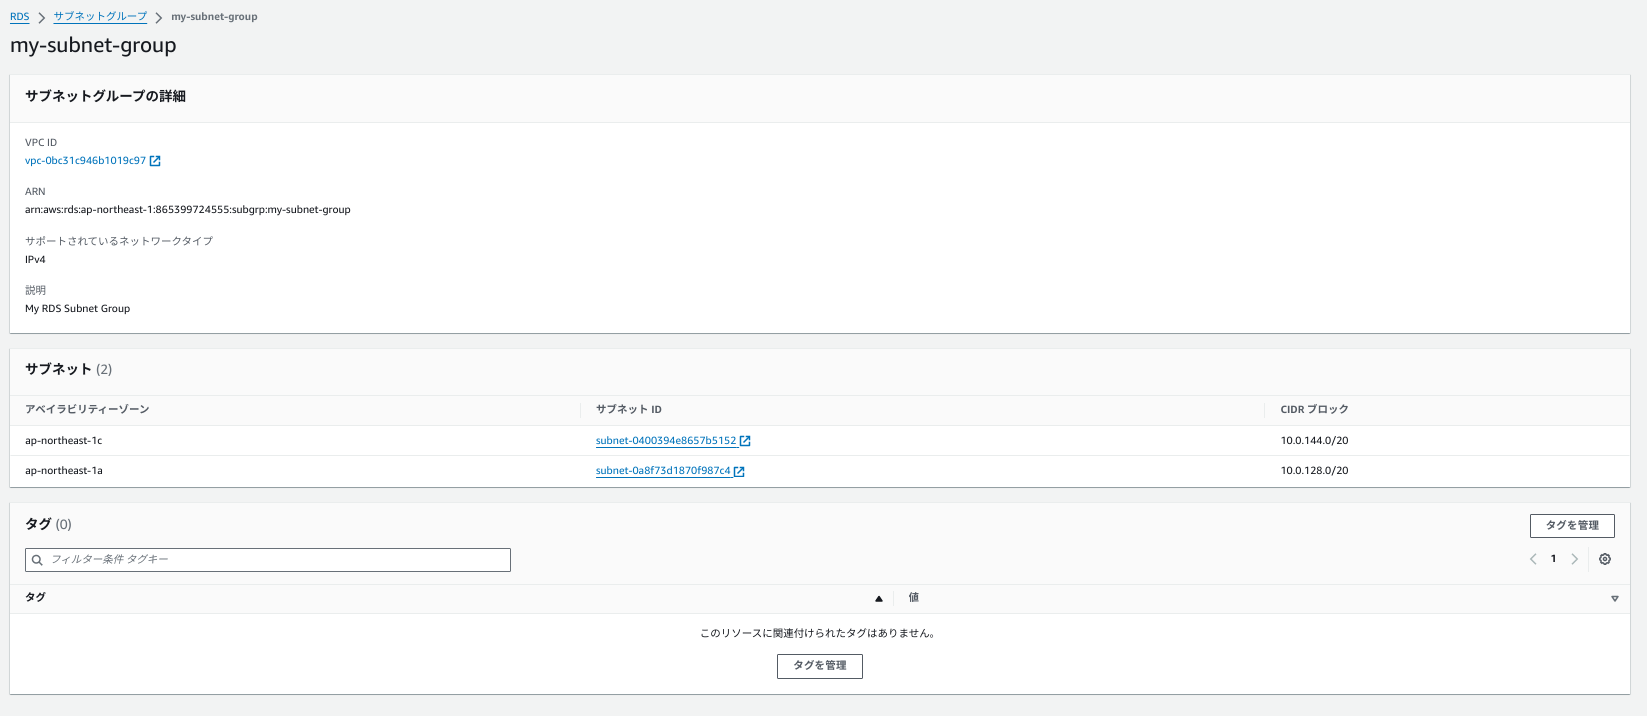 RDS > サブネットグループ > my-subnet-group
my-subnet-group
サブネットグループの詳細
VPC ID
vpc-0bc31c946b1019c97
ARN
arn:aws:rds:ap-northeast-1:865399724555:subgrp:my-subnet-group
サポートされているネットワークタイプ
IPv4
説明
My RDS Subnet Group
サブネット (2)
アベイラビリティーゾーン サブネット ID CIDR ブロック
ap-northeast-1c subnet-0400394e8657b5152 10.0.144.0/20
ap-northeast-1a subnet-0a8f73d1870f987c4 10.0.128.0/20
タグ (0) タグを管理
フィルター条件 タグキー 1
タグ 値
このリソースに関連付けられたタグはありません。
タグを管理